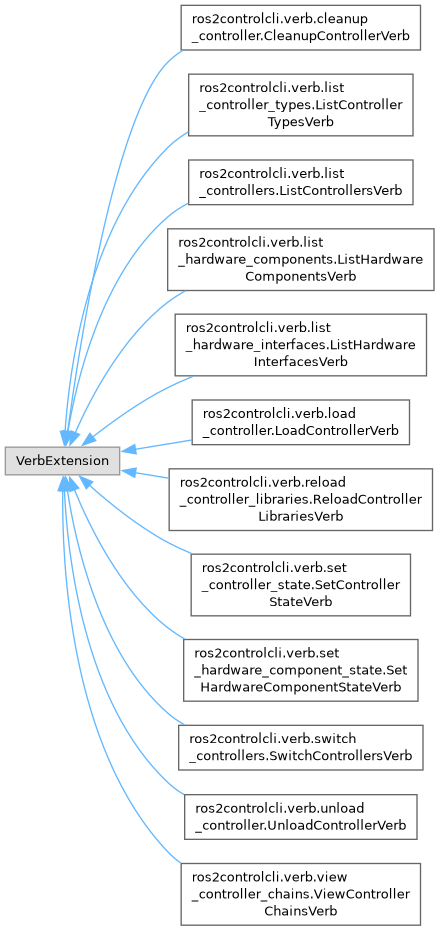 ros2controlcli.verb.cleanup
_controller.CleanupControllerVerb
ros2controlcli.verb.list
_controller_types.ListController
TypesVerb
ros2controlcli.verb.list
_controllers.ListControllersVerb
ros2controlcli.verb.list
_hardware_components.ListHardware
ComponentsVerb
ros2controlcli.verb.list
_hardware_interfaces.ListHardware
InterfacesVerb
ros2controlcli.verb.load
_controller.LoadControllerVerb
VerbExtension
ros2controlcli.verb.reload
_controller_libraries.ReloadController
LibrariesVerb
ros2controlcli.verb.set
_controller_state.SetController
StateVerb
ros2controlcli.verb.set
_hardware_component_state.Set
HardwareComponentStateVerb
ros2controlcli.verb.switch
_controllers.SwitchControllersVerb
ros2controlcli.verb.unload
_controller.UnloadControllerVerb
ros2controlcli.verb.view
_controller_chains.ViewController
ChainsVerb